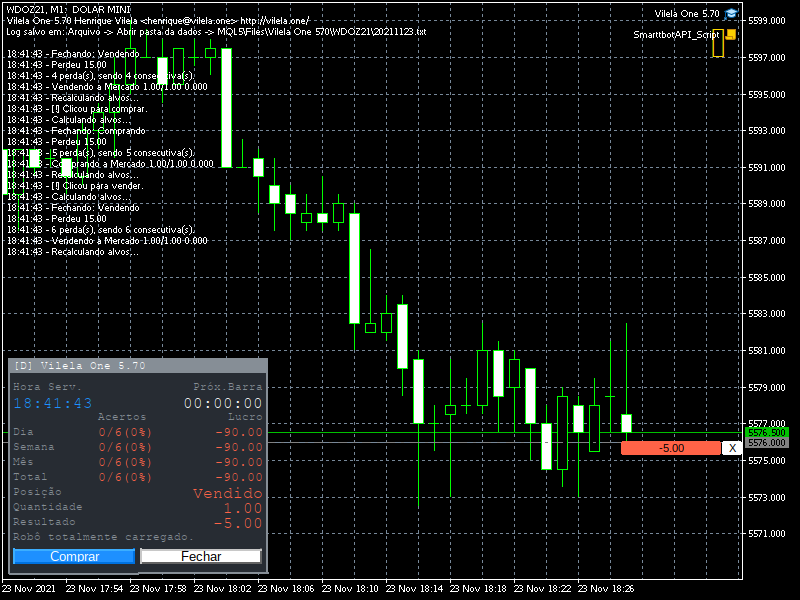 WDOZ21, M1: DOLAR MINI
Vilela One 5.70 Henrique Vilela <henrique@vilela.one> http://vilela.one/
Vilela One 5.70
Log salvo em: Arquivo -> Abrir pasta da dados -> MQL5\Files\Vilela One 570\WDOZ21\20211123.txt
SmarttbotAPI_Script
18:41:43 - Fechando: Vendendo
18:41:43 - Perdeu 15.00
18:41:43 - 4 perda(s), sendo 4 consecutiva(s).
18:41:43 - Vendendo a Mercado 1.00/1.00 0.000
18:41:43 - Recalculando alvos...
18:41:43 - [!] Clicou para comprar.
18:41:43 - Calculando alvos...
18:41:43 - Fechando: Comprando
18:41:43 - Perdeu 15.00
18:41:43 - 5 perda(s), sendo 5 consecutiva(s).
18:41:43 - Comprando a Mercado 1.00/1.00 0.000
18:41:43 - Recalculando alvos...
18:41:43 - [!] Clicou para vender.
18:41:43 - Calculando alvos...
18:41:43 - Fechando: Vendendo
18:41:43 - Perdeu 15.00
18:41:43 - 6 perda(s), sendo 6 consecutiva(s).
18:41:43 - Vendendo a Mercado 1.00/1.00 0.000
18:41:43 - Recalculando alvos...
5599.000
5597.000
5595.000
5593.000
5591.000
5589.000
5587.000
5585.000
5583.000
5581.000
5579.000
5577.000
5576.500
5576.000
5575.000
5573.000
5571.000
-5.00 X
[D] Vilela One 5.70
Hora Serv. Próx.Barra
18:41:43 00:00:00
Acertos Lucro
Dia 0/6(0%) -90.00
Semana 0/6(0%) -90.00
Mês 0/6(0%) -90.00
Total 0/6(0%) -90.00
Posição Vendido
Quantidade 1.00
Resultado -5.00
Robô totalmente carregado.
Comprar Fechar
23 Nov 2021 23 Nov 17:54 23 Nov 17:58 23 Nov 18:02 23 Nov 18:06 23 Nov 18:10 23 Nov 18:14 23 Nov 18:18 23 Nov 18:22 23 Nov 18:26